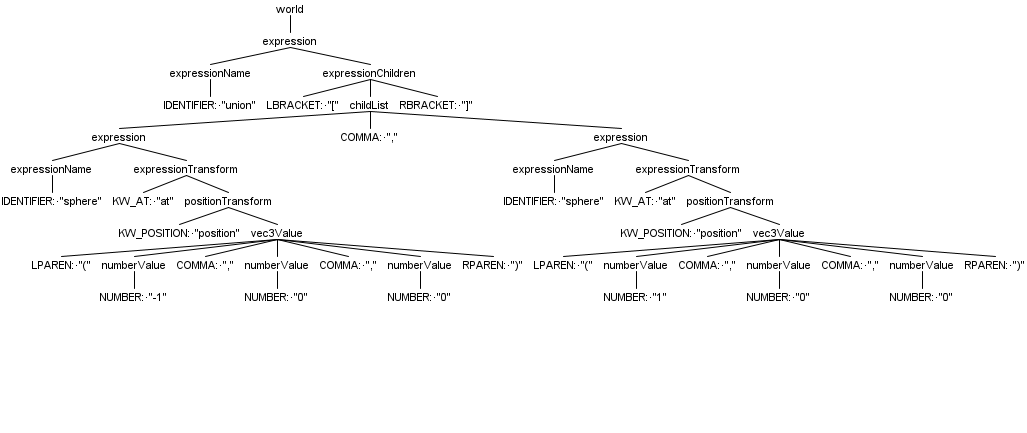 world
expression
expressionName expressionChildren
IDENTIFIER:·"union" LBRACKET:·"[" childList RBRACKET:·"]"
expression COMMA:·"," expression
expressionName expressionTransform expressionName expressionTransform
IDENTIFIER:·"sphere" KW_AT:·"at" positionTransform IDENTIFIER:·"sphere" KW_AT:·"at" positionTransform
KW_POSITION:·"position" vec3Value KW_POSITION:·"position" vec3Value
LPAREN:·"(" numberValue COMMA:·"," numberValue COMMA:·"," numberValue RPAREN:·")" LPAREN:·"(" numberValue COMMA:·"," numberValue COMMA:·"," numberValue RPAREN:·")"
NUMBER:·"-1" NUMBER:·"0" NUMBER:·"0" NUMBER:·"1" NUMBER:·"0" NUMBER:·"0"